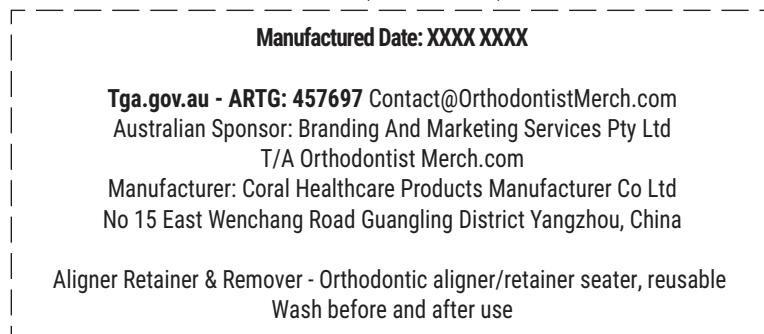 Manufactured Date: XXXX XXXX
Tga.gov.au - ARTG: 457697 Contact@OrthodontistMerch.com
Australian Sponsor: Branding And Marketing Services Pty Ltd
T/A Orthodontist Merch.com
Manufacturer: Coral Healthcare Products Manufacturer Co Ltd
No 15 East Wenchang Road Guangling District Yangzhou, China
Aligner Retainer & Remover - Orthodontic aligner/retainer seater, reusable
Wash before and after use